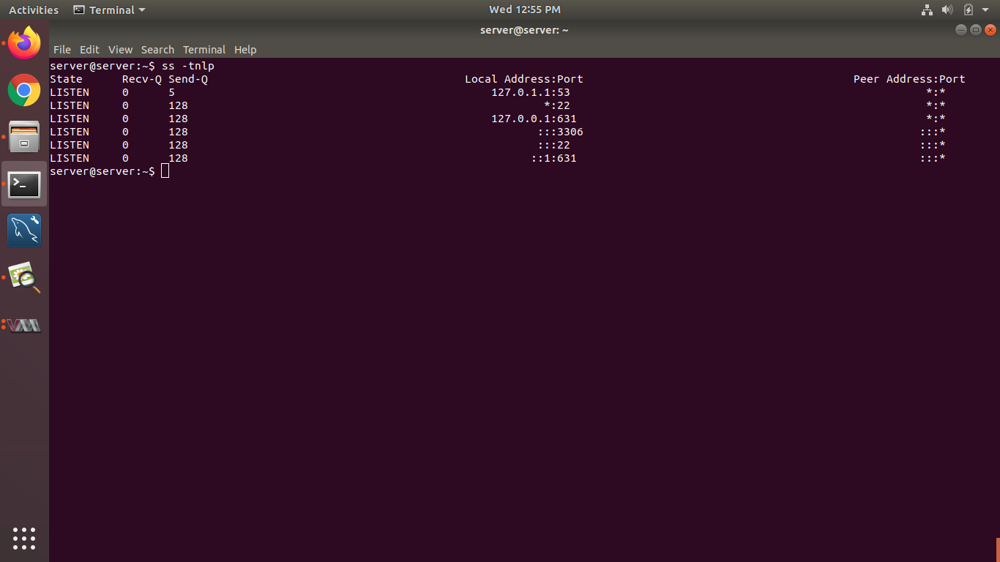 Activities Terminal Wed 12:55 PM
server@server: ~
File Edit View Search Terminal Help
server@server:~$ ss -tnlp
State Recv-Q Send-Q Local Address:Port Peer Address:Port
LISTEN 0 5 127.0.1.1:53 *:*
LISTEN 0 128 *:22 *:*
LISTEN 0 128 127.0.0.1:631 *:*
LISTEN 0 128 :::3306 :::*
LISTEN 0 128 :::22 :::*
LISTEN 0 128 ::1:631 :::*
server@server:~$